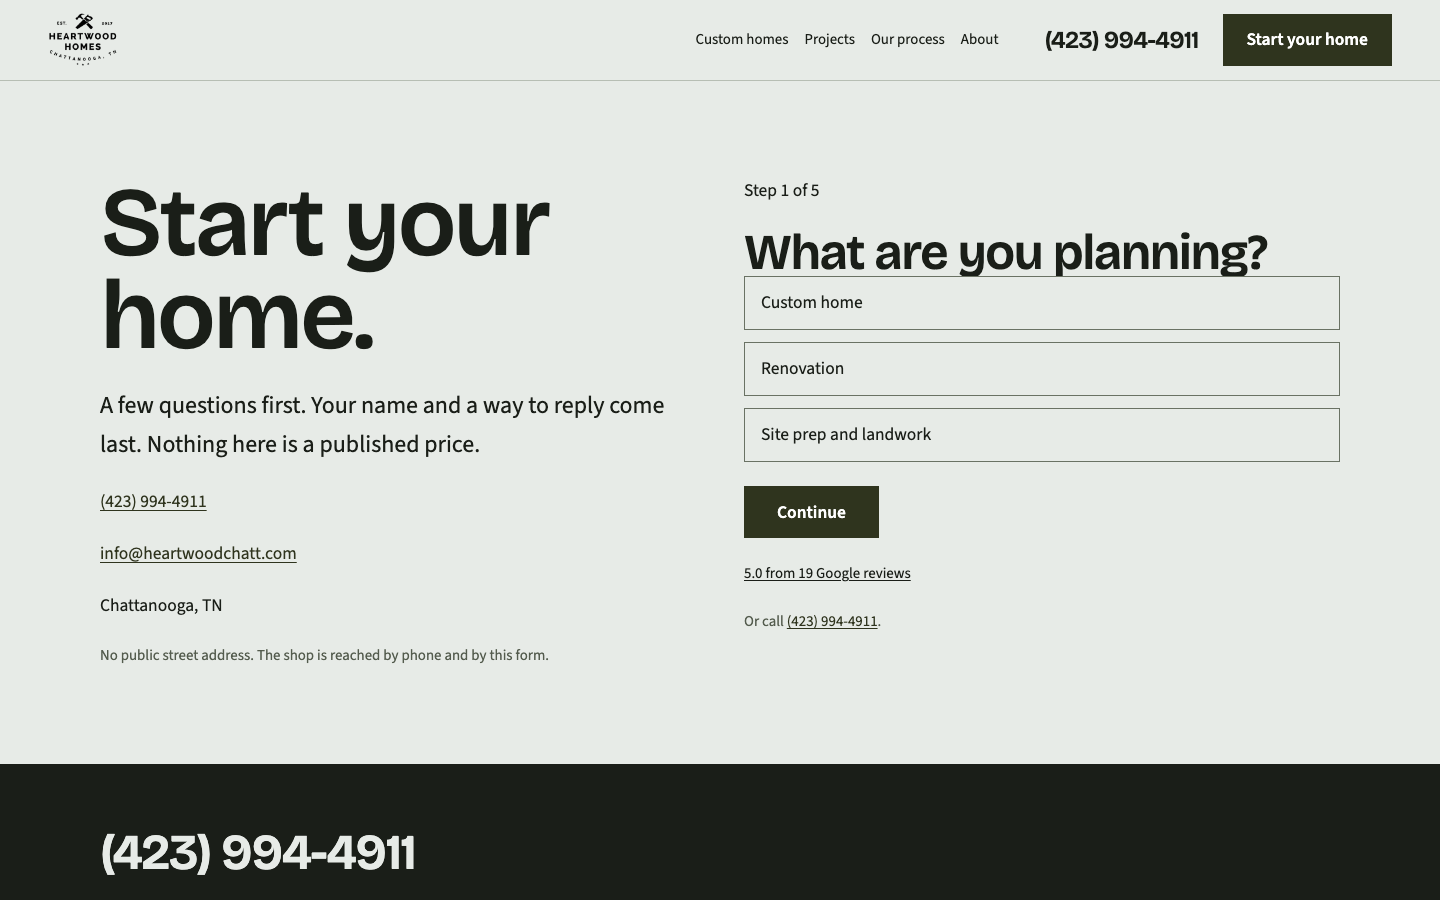 EST. 2017
HEARTWOOD
HOMES
CHATTANOOGA, TN
Custom homes
Projects
Our process
About
(423) 994-4911
Start your home
Start your
home.
A few questions first. Your name and a way to reply come
last. Nothing here is a published price.
(423) 994-4911
info@heartwoodchatt.com
Chattanooga, TN
No public street address. The shop is reached by phone and by this form.
Step 1 of 5
What are you planning?
Custom home
Renovation
Site prep and landwork
Continue
5.0 from 19 Google reviews
Or call (423) 994-4911.
(423) 994-4911